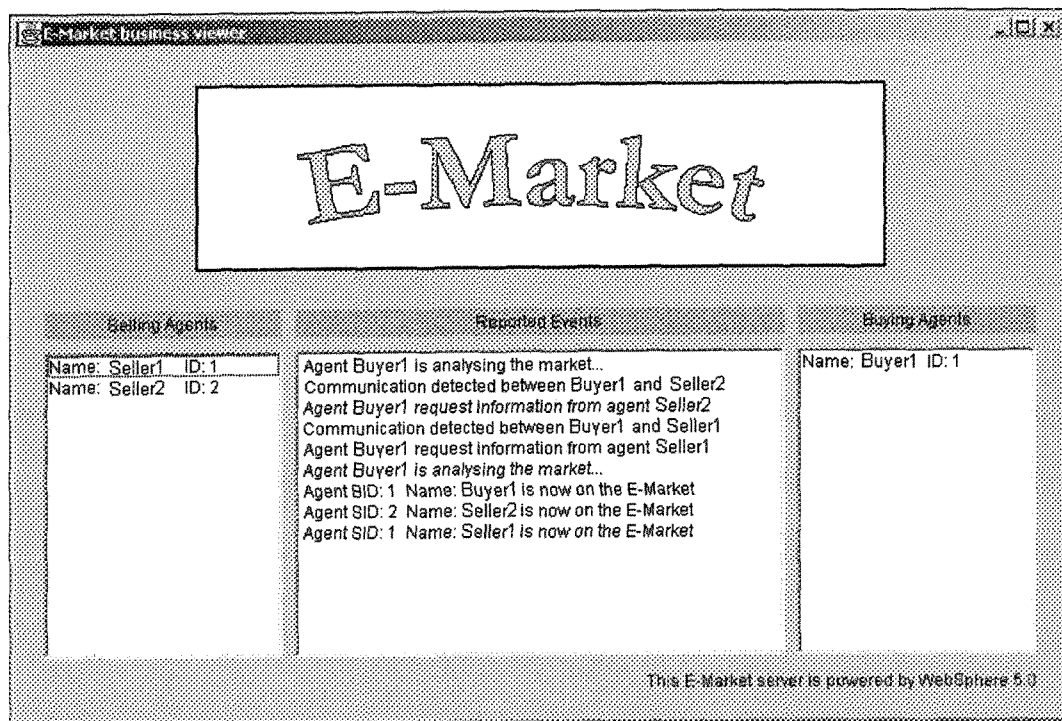 E-Market business viewer
E-Market
Selling Agents
Name: Seller1 ID: 1
Name: Seller2 ID: 2
Reported Events
Agent Buyer1 is analysing the market...
Communication detected between Buyer1 and Seller2
Agent Buyer1 request information from agent Seller2
Communication detected between Buyer1 and Seller1
Agent Buyer1 request information from agent Seller1
Agent Buyer1 is analysing the market...
Agent BID: 1 Name: Buyer1 is now on the E-Market
Agent SID: 2 Name: Seller2 is now on the E-Market
Agent SID: 1 Name: Seller1 is now on the E-Market
Buying Agents
Name: Buyer1 ID: 1
This E-Market server is powered by WebSphere 5.0